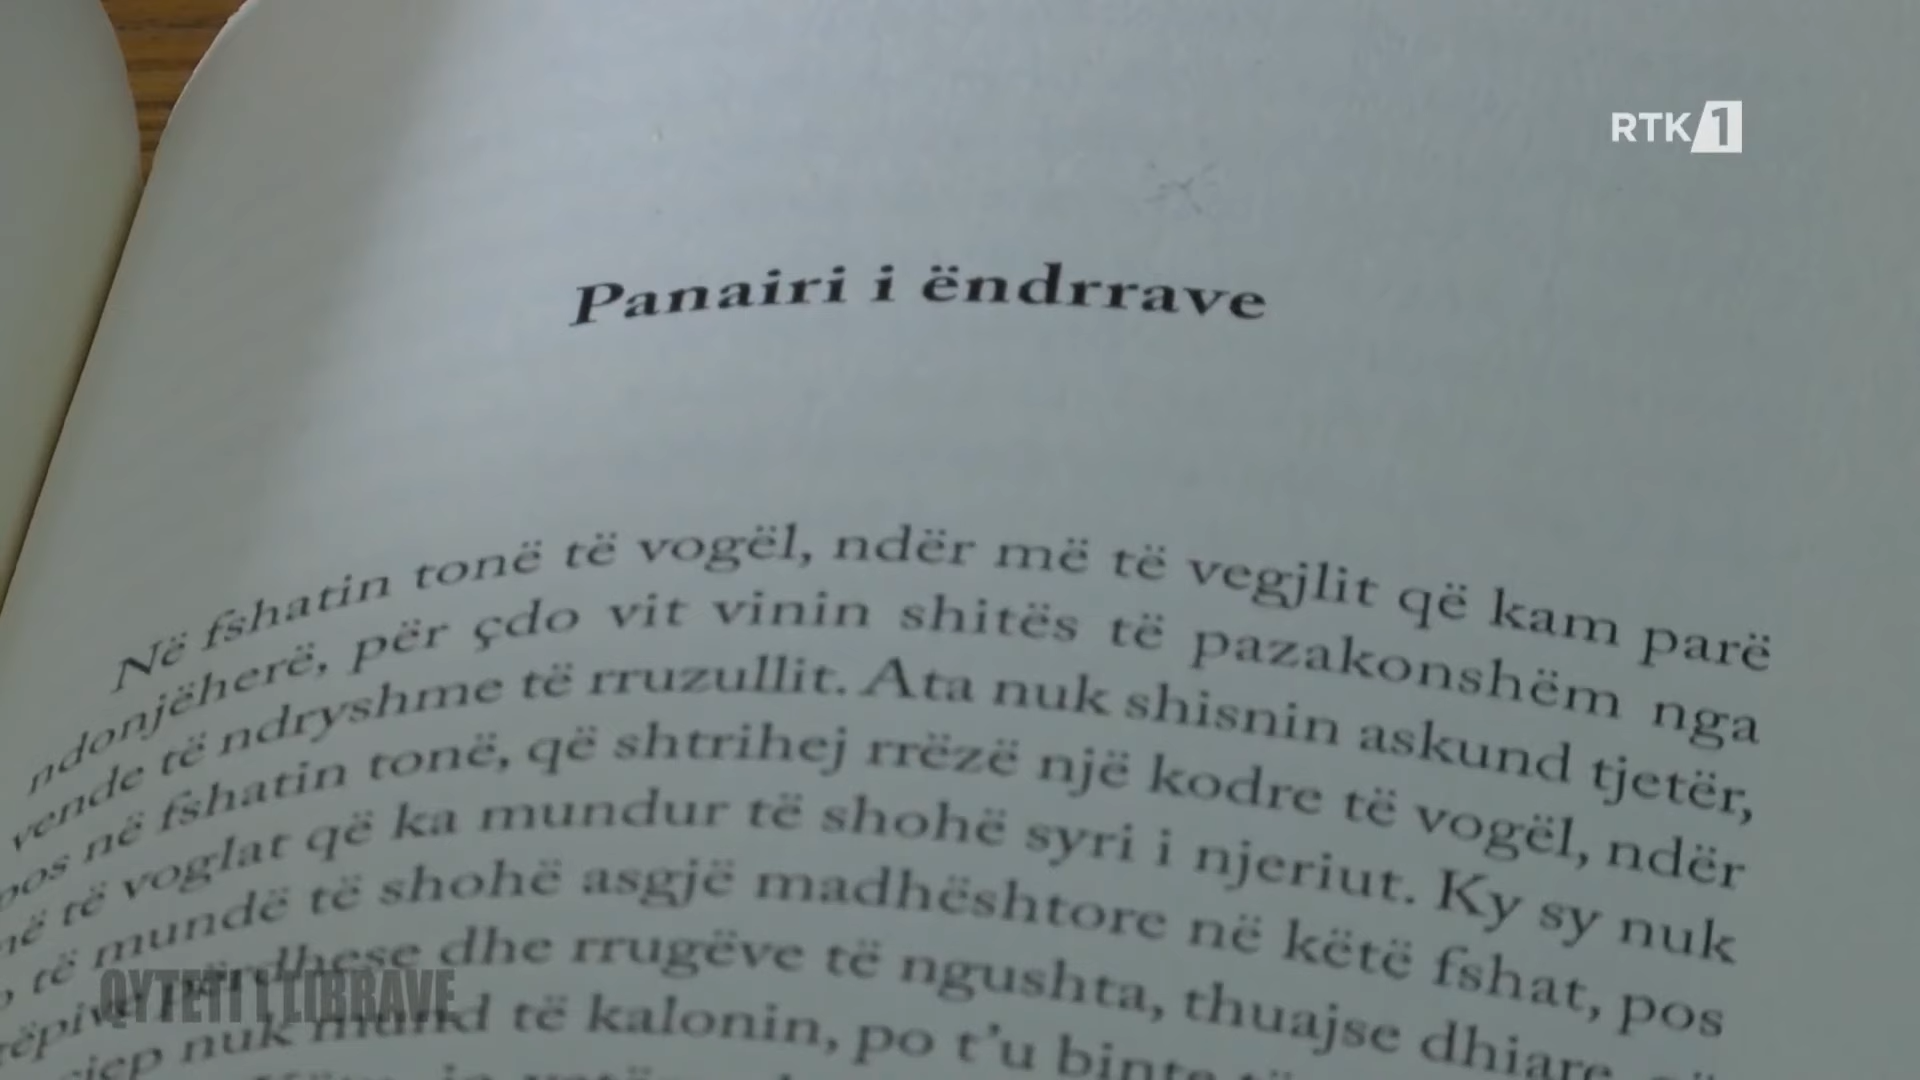 RTK 1
Panairi i ëndrrave
Në fshatin tonë të vogël, ndër më të vegjlit që kam parë
ndonjëherë, për çdo vit vinin shitës të pazakonshëm nga
vende të ndryshme të rruzullit. Ata nuk shisnin askund tjetër,
pos në fshatin tonë, që shtrihej rrëzë një kodre të vogël, ndër
më të voglat që ka mundur të shohë syri i njeriut. Ky sy nuk
do të mundë të shohë asgjë madhështore në këtë fshat, pos
përdhese dhe rrugëve të ngushta, thuajse dhiare, që
nuk mund të kalonin, po t'u binte të
QYTETI I LIBRAVE